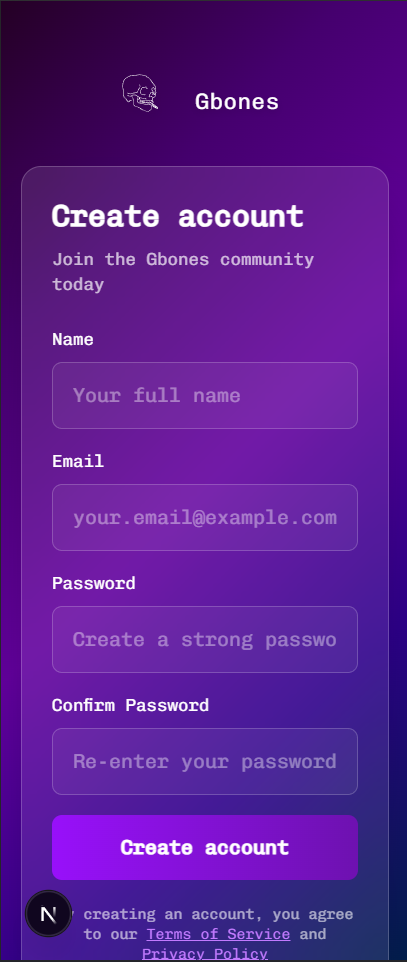 Gbones
Create account
Join the Gbones community
today
Name
Your full name
Email
your.email@example.com
Password
Create a strong passwo
Confirm Password
Re-enter your password
Create account
creating an account, you agree
to our Terms of Service and
Privacy Policy
N